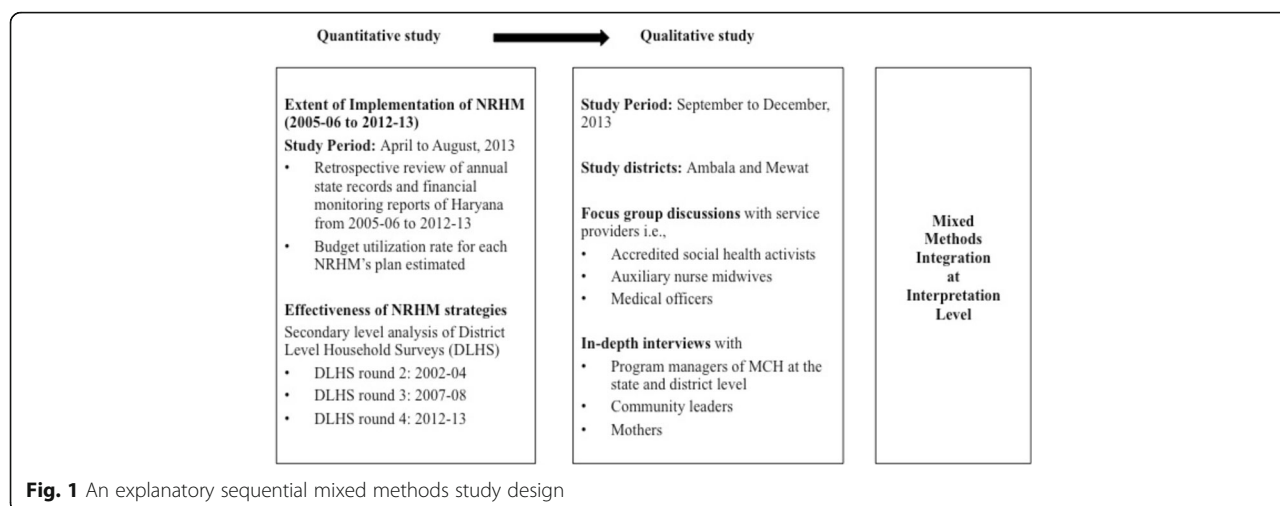 Quantitative study
Qualitative study
Extent of Implementation of NRHM
(2005-06 to 2012-13)
Study Period: April to August, 2013
• Retrospective review of annual
state records and financial
monitoring reports of Haryana
from 2005-06 to 2012-13
• Budget utilization rate for each
NRHM's plan estimated
Effectiveness of NRHM strategies
Secondary level analysis of District
Level Household Surveys (DLHS)
• DLHS round 2: 2002-04
• DLHS round 3: 2007-08
• DLHS round 4: 2012-13
Study Period: September to December,
2013
Study districts: Ambala and Mewat
Focus group discussions with service
providers i.e.,
• Accredited social health activists
• Auxiliary nurse midwives
• Medical officers
In-depth interviews with
• Program managers of MCH at the
state and district level
• Community leaders
• Mothers
Mixed
Methods
Integration
at
Interpretation
Level
Fig. 1 An explanatory sequential mixed methods study design